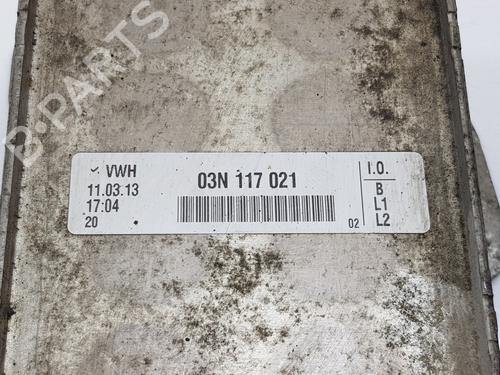 B-PARTS
✓ VWH
11.03.13
17:04
20
03N 117 021
02
I.O.
B
L1
L2